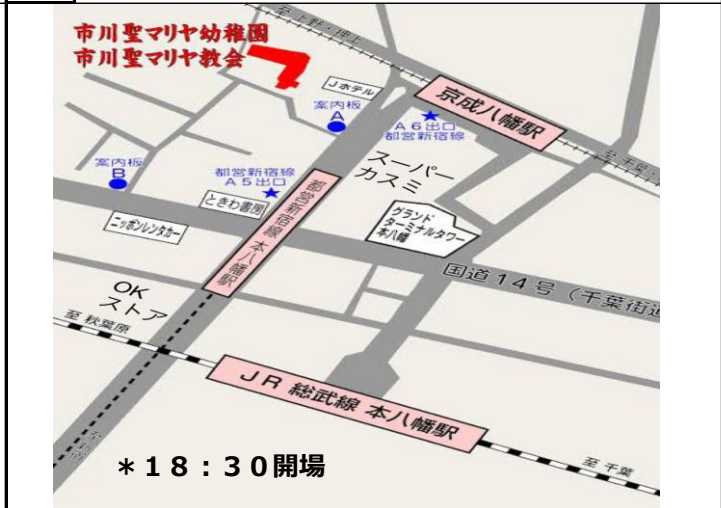 至上野・押上
市川聖マリヤ幼稚園
市川聖マリヤ教会
Jホテル
京成八幡駅
案内板
A
A6出口
都営新宿線
至千葉
スーパー
カスミ
案内板
B
都営新宿線
A5出口
ときわ書房
都営新宿線 本八幡駅
グランド
ターミナルタワー
本八幡
ニッポンレンタカー
国道14号(千葉街道
OK
ストア
至 秋葉原
JR 総武線 本八幡駅
至新宿
*18:30開場
至 千葉